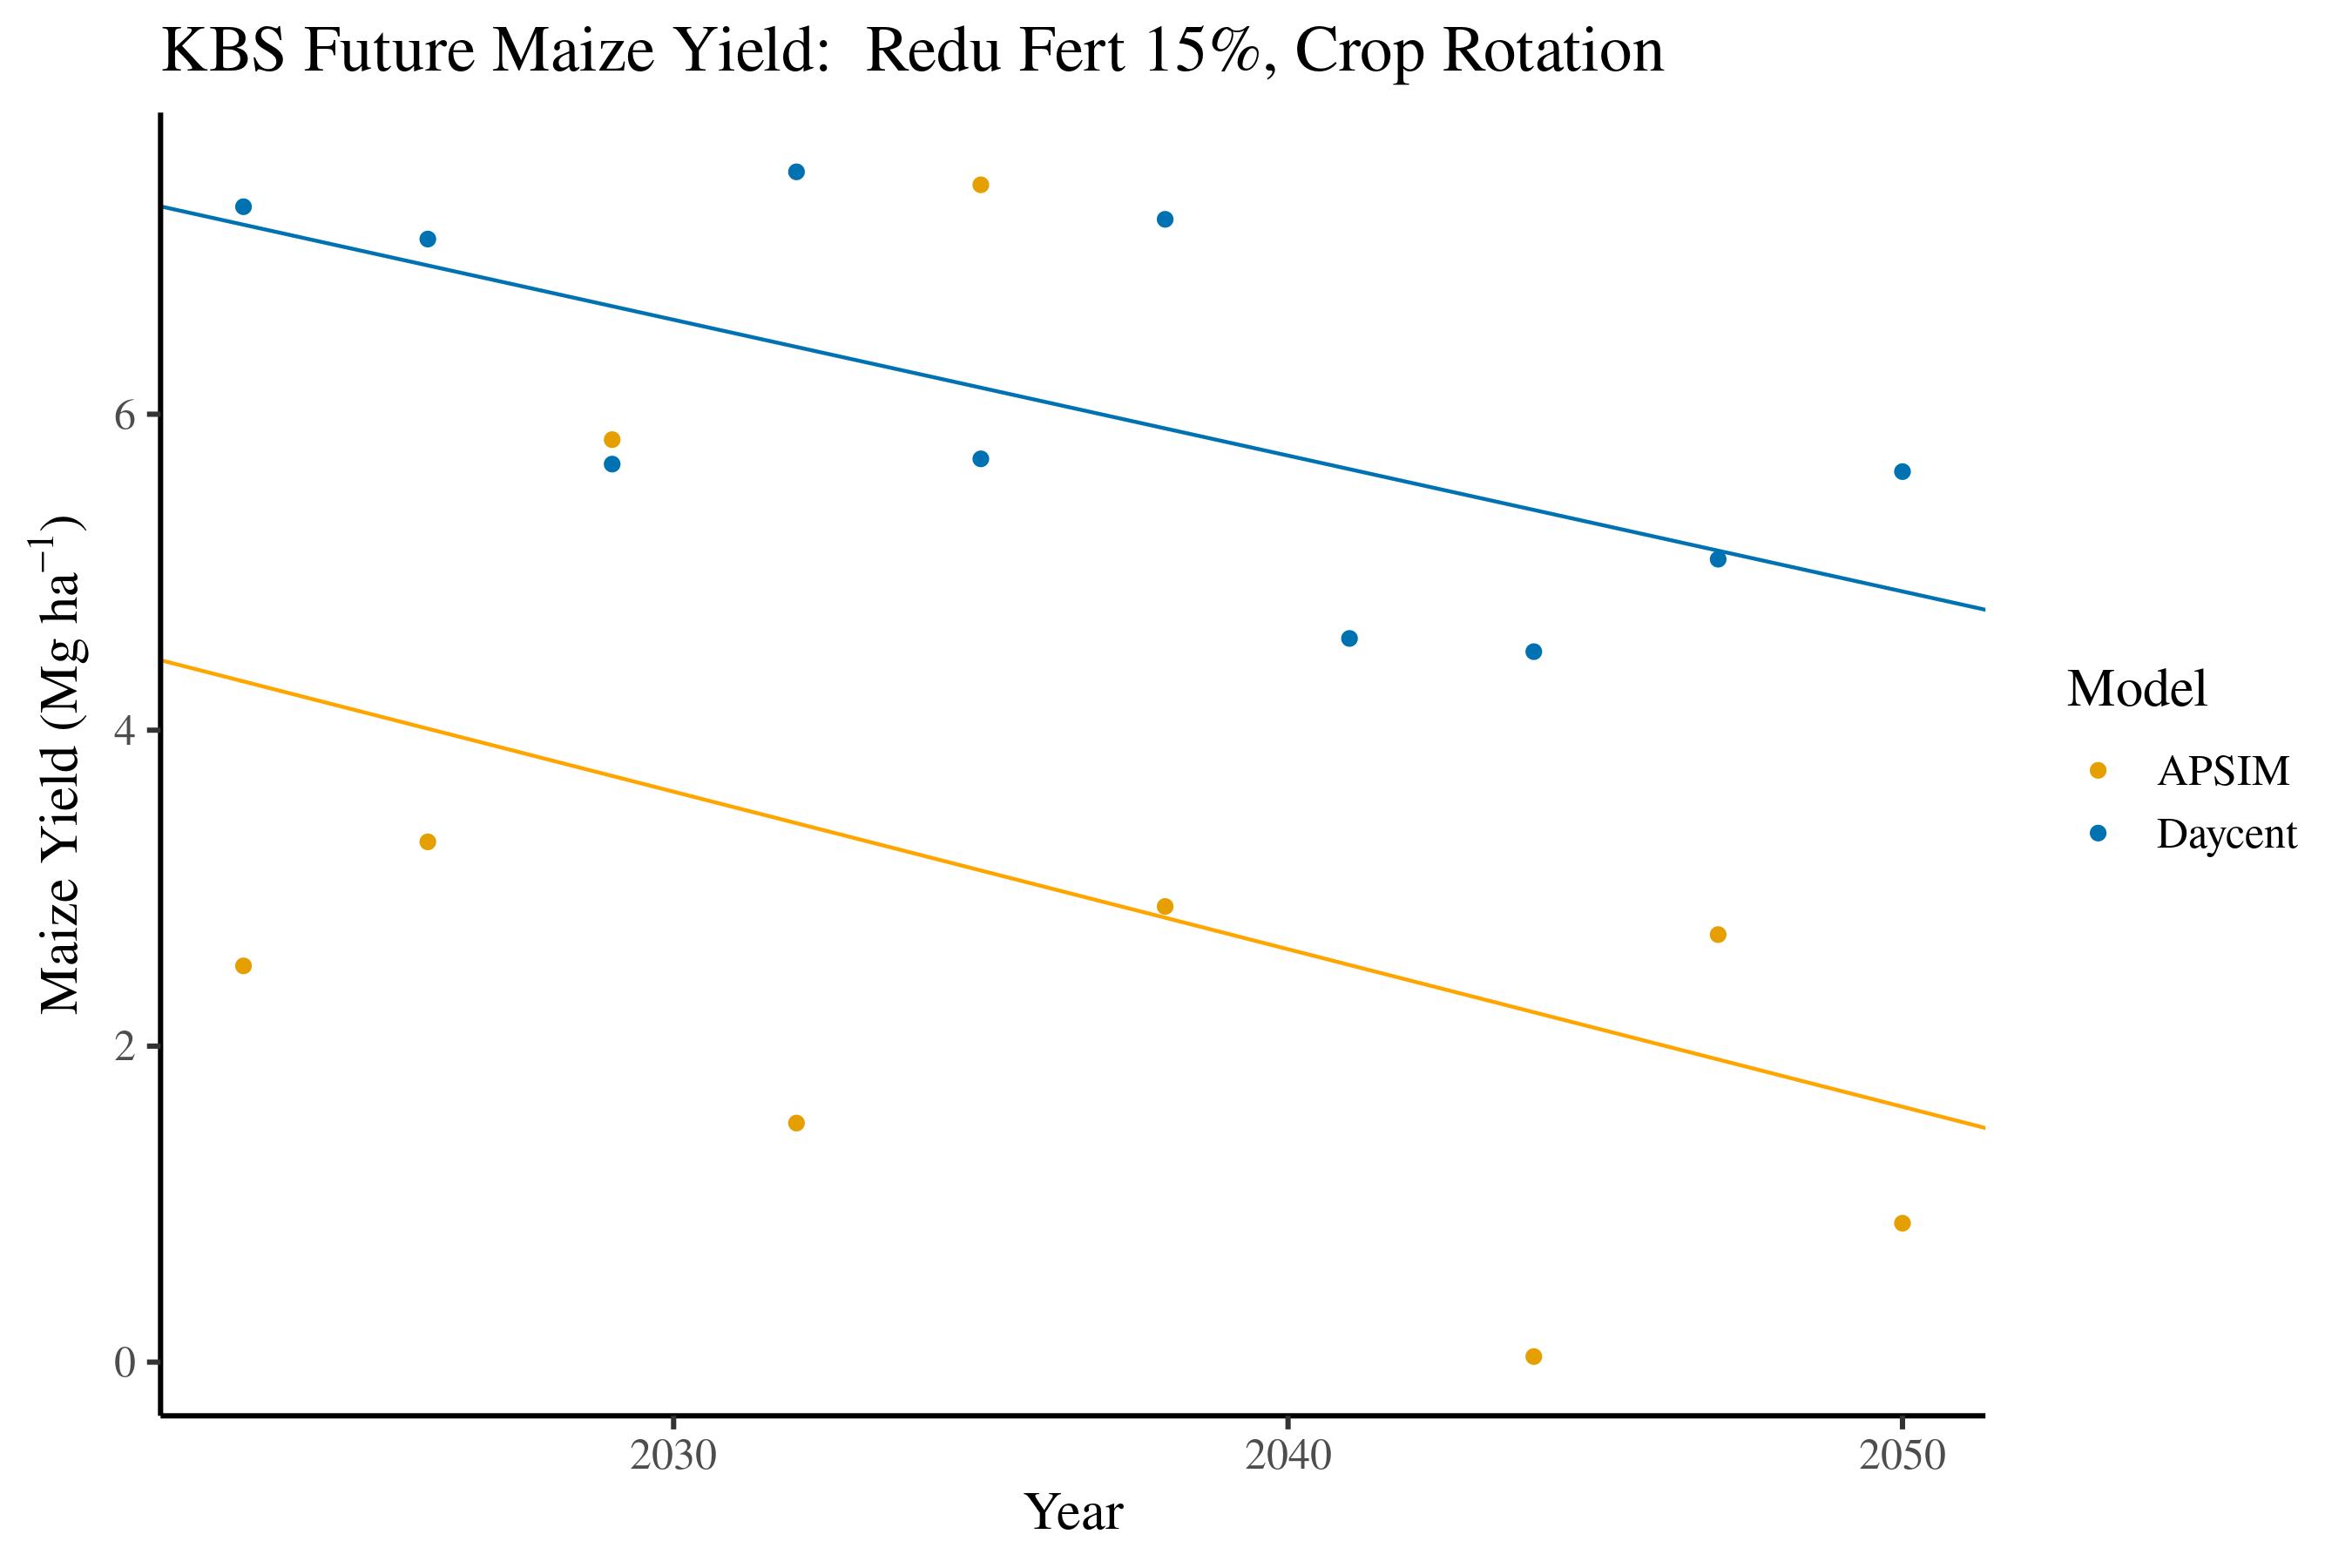 KBS Future Maize Yield:  Redu Fert 15%, Crop Rotation
Maize Yield (Mg ha⁻¹)
6
4
2
0
2030
2040
2050
Year
Model
APSIM
Daycent